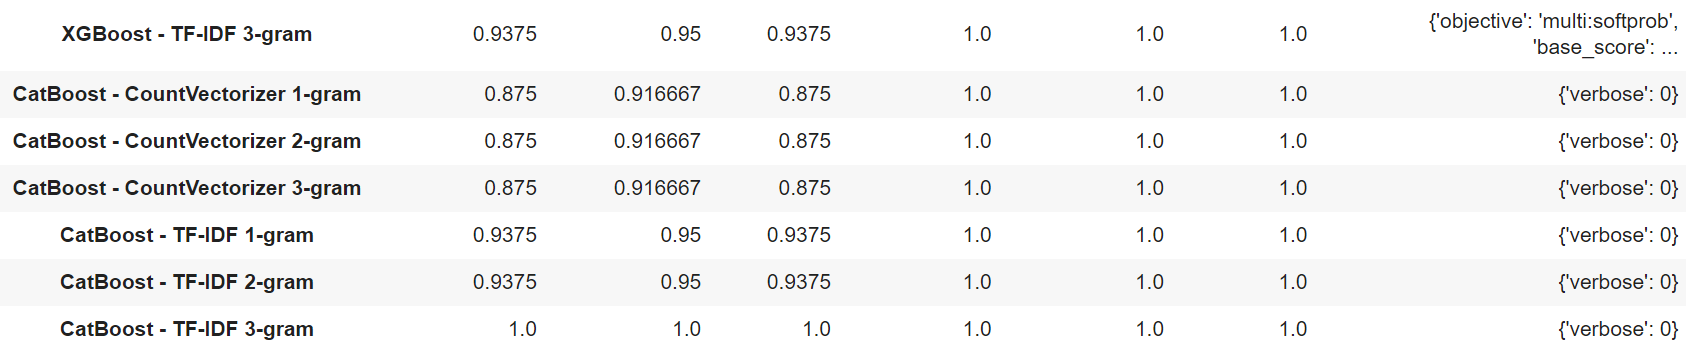 XGBoost - TF-IDF 3-gram 0.9375 0.95 0.9375 1.0 1.0 1.0 {'objective': 'multi:softprob',
'base_score': ...
CatBoost - CountVectorizer 1-gram 0.875 0.916667 0.875 1.0 1.0 1.0 {'verbose': 0}
CatBoost - CountVectorizer 2-gram 0.875 0.916667 0.875 1.0 1.0 1.0 {'verbose': 0}
CatBoost - CountVectorizer 3-gram 0.875 0.916667 0.875 1.0 1.0 1.0 {'verbose': 0}
CatBoost - TF-IDF 1-gram 0.9375 0.95 0.9375 1.0 1.0 1.0 {'verbose': 0}
CatBoost - TF-IDF 2-gram 0.9375 0.95 0.9375 1.0 1.0 1.0 {'verbose': 0}
CatBoost - TF-IDF 3-gram 1.0 1.0 1.0 1.0 1.0 1.0 {'verbose': 0}